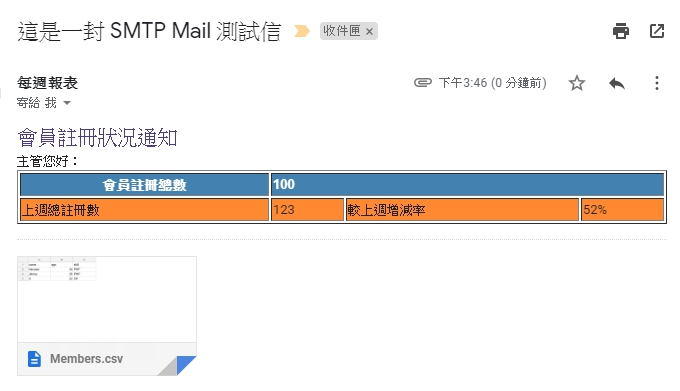 這是一封 SMTP Mail 測試信 收件匣 ×
每週報表 下午3:46 (0 分鐘前)
寄給 我
會員註冊狀況通知
主管您好：
會員註冊總數 100
上週總註冊數 123 較上週增減率 52%
Members.csv